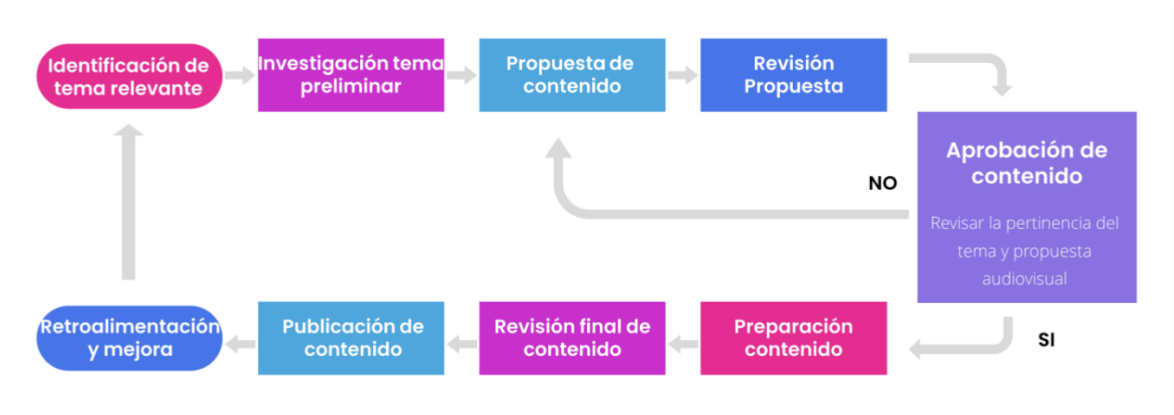 Identificación de
tema relevante
Investigación tema
preliminar
Propuesta de
contenido
Revisión
Propuesta
Aprobación de
contenido
Revisar la pertinencia del
tema y propuesta
audiovisual
NO
SI
Preparación
contenido
Revisión final de
contenido
Publicación de
contenido
Retroalimentación
y mejora